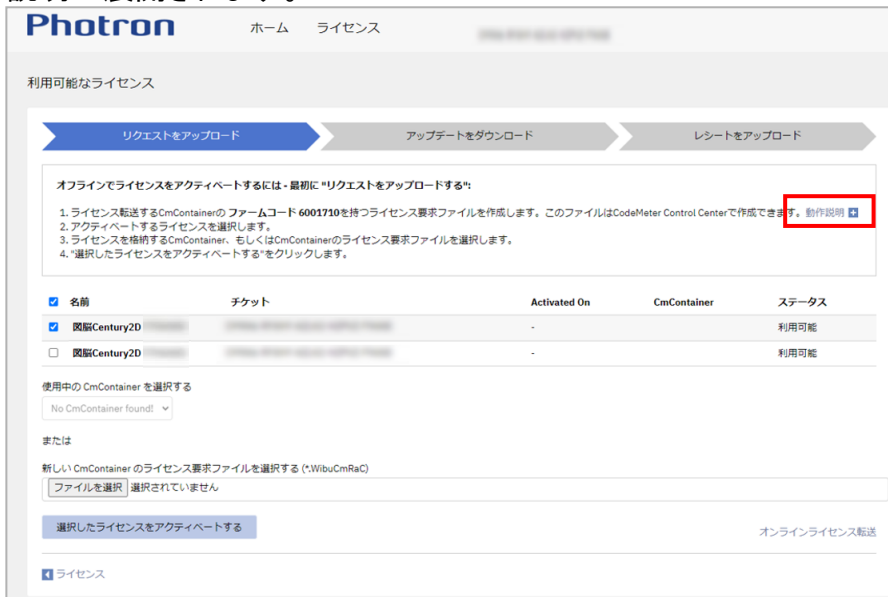 Photron
ホーム ライセンス
利用可能なライセンス
リクエストをアップロード アップデートをダウンロード レシートをアップロード
オフラインでライセンスをアクティベートするには - 最初に "リクエストをアップロードする":
1. ライセンス転送するCmContainerの ファームコード 6001710を持つライセンス要求ファイルを作成します。このファイルはCodeMeter Control Centerで作成できます。動作説明
2. アクティベートするライセンスを選択します。
3. ライセンスを格納するCmContainer、もしくはCmContainerのライセンス要求ファイルを選択します。
4. "選択したライセンスをアクティベートする"をクリックします。
名前 チケット Activated On CmContainer ステータス
図脳Century2D - 利用可能
図脳Century2D - 利用可能
使用中の CmContainer を選択する
No CmContainer found!
または
新しい CmContainer のライセンス要求ファイルを選択する (*.WibuCmRaC)
ファイルを選択 選択されていません
選択したライセンスをアクティベートする
オンラインライセンス転送
ライセンス